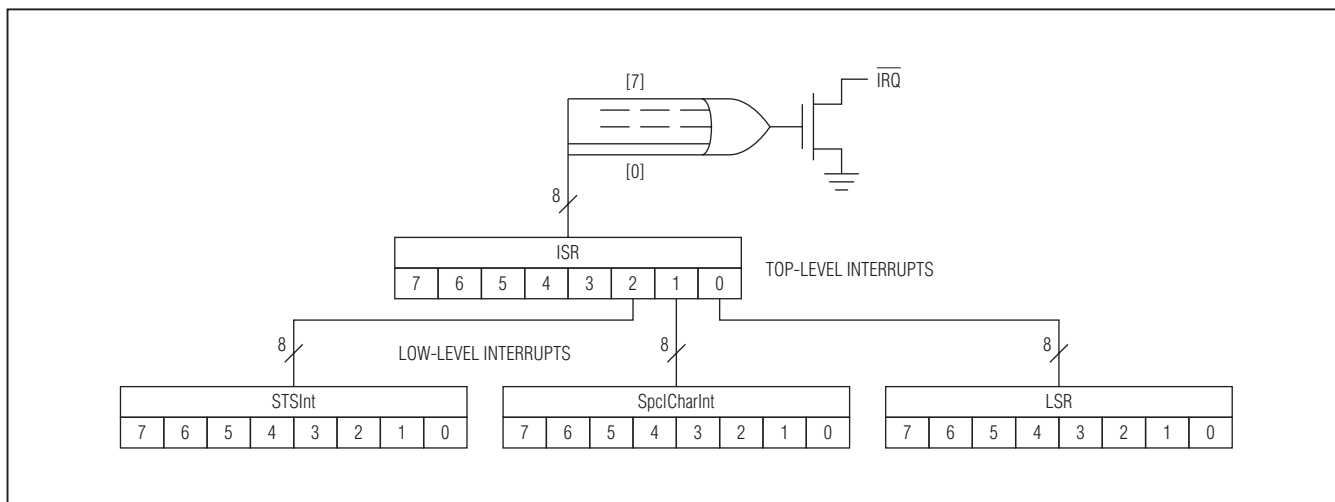 [7]
IRQ
[0]
8
ISR
TOP-LEVEL INTERRUPTS
7 6 5 4 3 2 1 0
8
LOW-LEVEL INTERRUPTS
8
8
STSInt
SpclCharInt
LSR
7 6 5 4 3 2 1 0
7 6 5 4 3 2 1 0
7 6 5 4 3 2 1 0